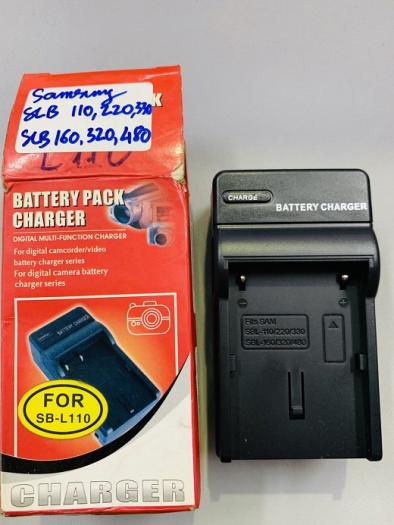 Samsung
SLB 110,220,330
SLB 160,320,480
L110
BATTERY PACK
CHARGER
DIGITAL MULTI-FUNCTION CHARGER
For digital camcorder/video
battery charger series
For digital camera battery
charger series
BATTERY CHARGER
FOR
SB-L110
CHARGER
CHARGE
BATTERY CHARGER
Fits SAM
SBL-110/220/330
SBL-160/320/480